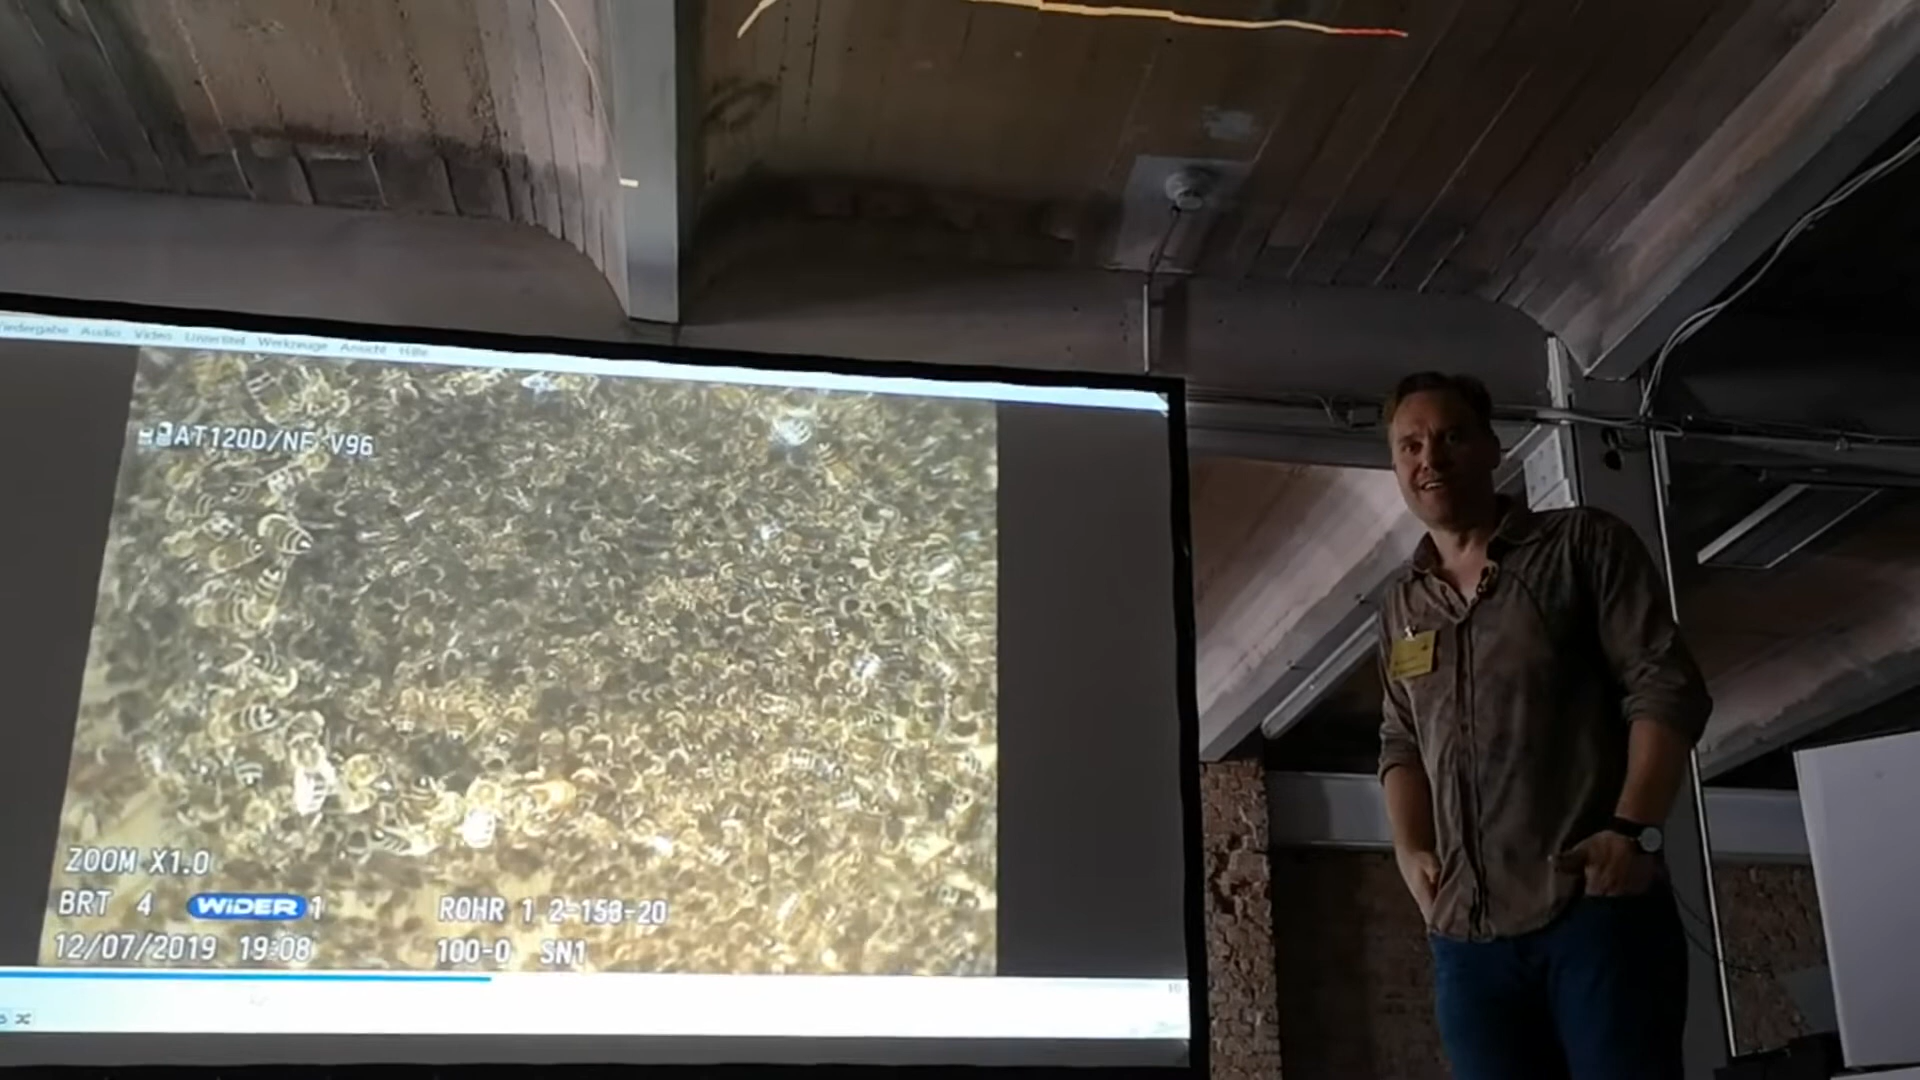 Wiedergabe Audio Video Untertitel Werkzeuge Ansicht Hilfe
AT120D/NF V96
ZOOM X1.0
BRT 4 WiDER 1
ROHR 1 2-153-20
12/07/2019 19:08
100-0 SN1